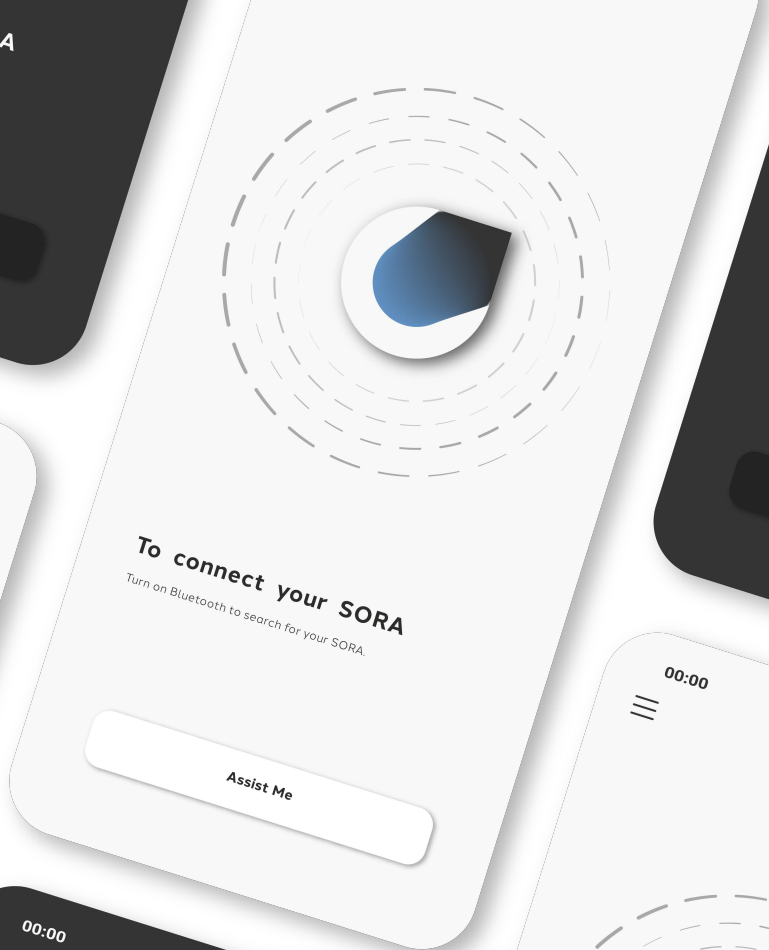 A
To connect your SORA
Turn on Bluetooth to search for your SORA.
Assist Me
00:00
00:00